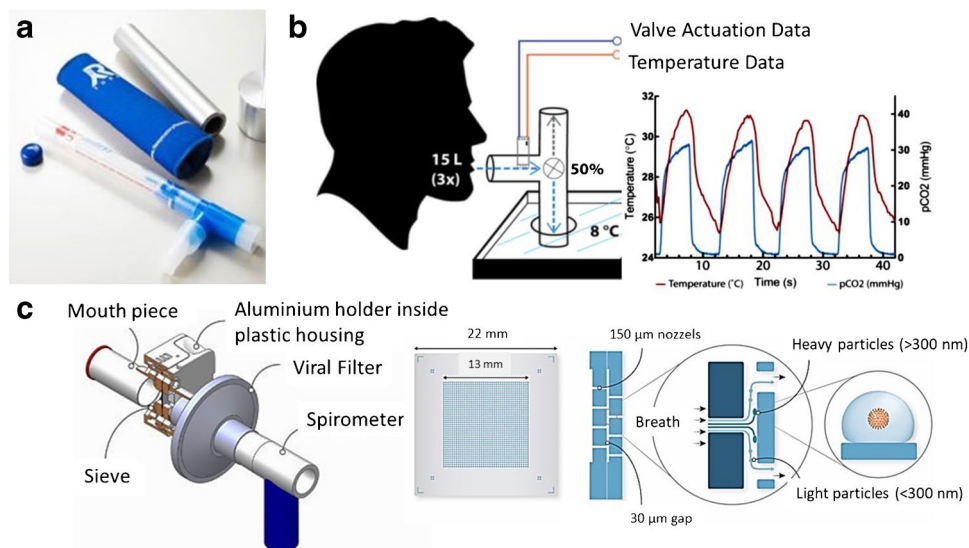 a
b
Valve Actuation Data
Temperature Data
15 L
(3x)
50%
8 °C
Temperature (°C)
32
30
28
26
24
pCO2 (mmHg)
40
30
20
10
0
10
20
30
40
Temperature (°C)
Time (s)
pCO2 (mmHg)
c
Mouth piece
Aluminium holder inside
plastic housing
Viral Filter
Spirometer
Sieve
22 mm
13 mm
150 µm nozzels
Breath
30 µm gap
Heavy particles (>300 nm)
Light particles (<300 nm)